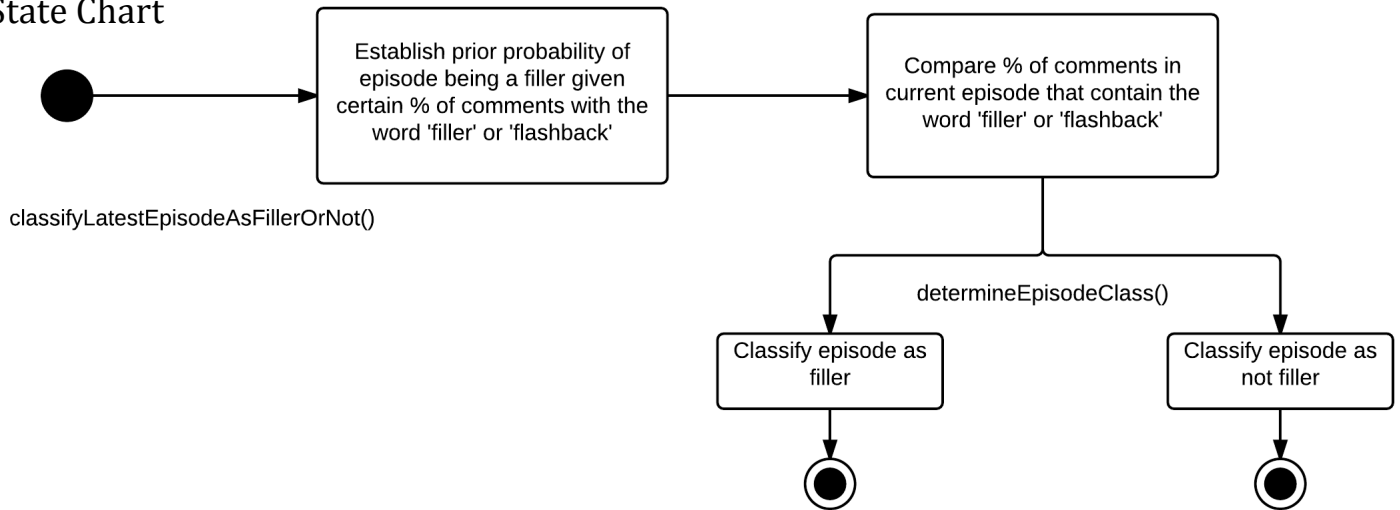 State Chart
Establish prior probability of
episode being a filler given
certain % of comments with the
word 'filler' or 'flashback'
Compare % of comments in
current episode that contain the
word 'filler' or 'flashback'
classifyLatestEpisodeAsFillerOrNot()
determineEpisodeClass()
Classify episode as
filler
Classify episode as
not filler